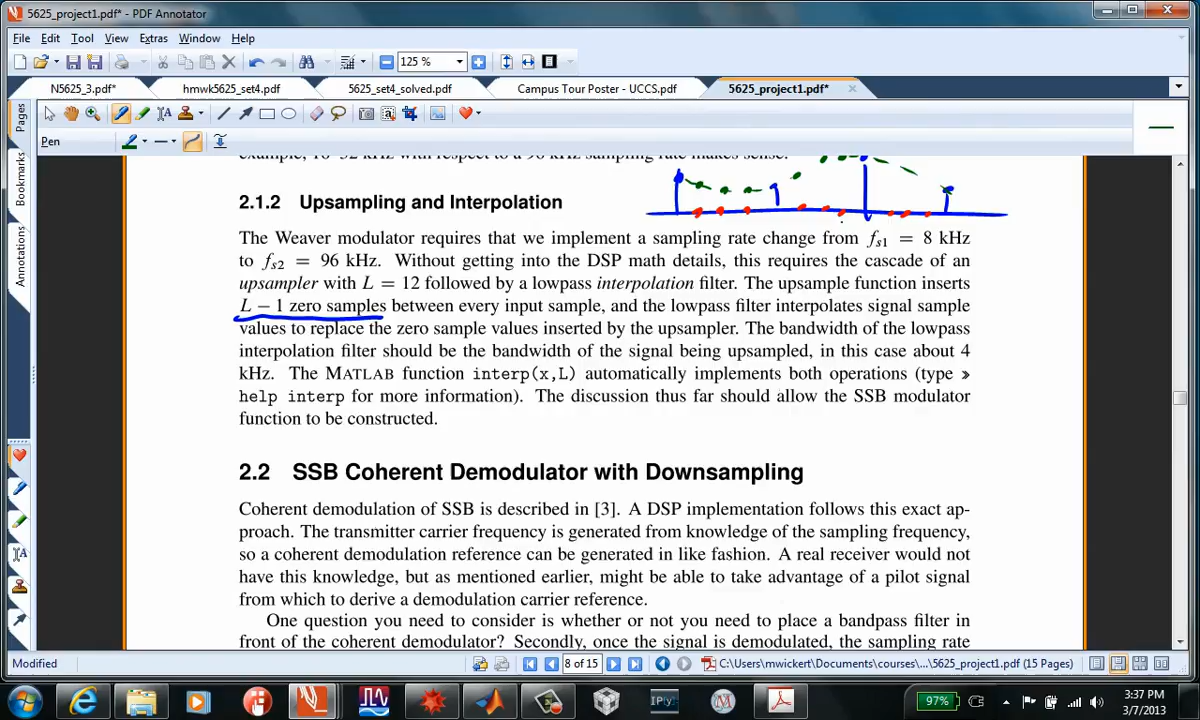 5625_project1.pdf* - PDF Annotator
File Edit Tool View Extras Window Help
125 %
N5625_3.pdf* hmwk5625_set4.pdf 5625_set4_solved.pdf Campus Tour Poster - UCCS.pdf 5625_project1.pdf*
Pen
Pages
Bookmarks
Annotations
2.1.2 Upsampling and Interpolation
The Weaver modulator requires that we implement a sampling rate change from fs1 = 8 kHz
to fs2 = 96 kHz. Without getting into the DSP math details, this requires the cascade of an
upsampler with L = 12 followed by a lowpass interpolation filter. The upsample function inserts
L − 1 zero samples between every input sample, and the lowpass filter interpolates signal sample
values to replace the zero sample values inserted by the upsampler. The bandwidth of the lowpass
interpolation filter should be the bandwidth of the signal being upsampled, in this case about 4
kHz. The MATLAB function interp(x,L) automatically implements both operations (type »
help interp for more information). The discussion thus far should allow the SSB modulator
function to be constructed.
2.2 SSB Coherent Demodulator with Downsampling
Coherent demodulation of SSB is described in [3]. A DSP implementation follows this exact ap-
proach. The transmitter carrier frequency is generated from knowledge of the sampling frequency,
so a coherent demodulation reference can be generated in like fashion. A real receiver would not
have this knowledge, but as mentioned earlier, might be able to take advantage of a pilot signal
from which to derive a demodulation carrier reference.
One question you need to consider is whether or not you need to place a bandpass filter in
front of the coherent demodulator? Secondly, once the signal is demodulated, the sampling rate
Modified
8 of 15
C:\Users\mwickert\Documents\courses\...\5625_project1.pdf (15 Pages)
97%
3:37 PM
3/7/2013